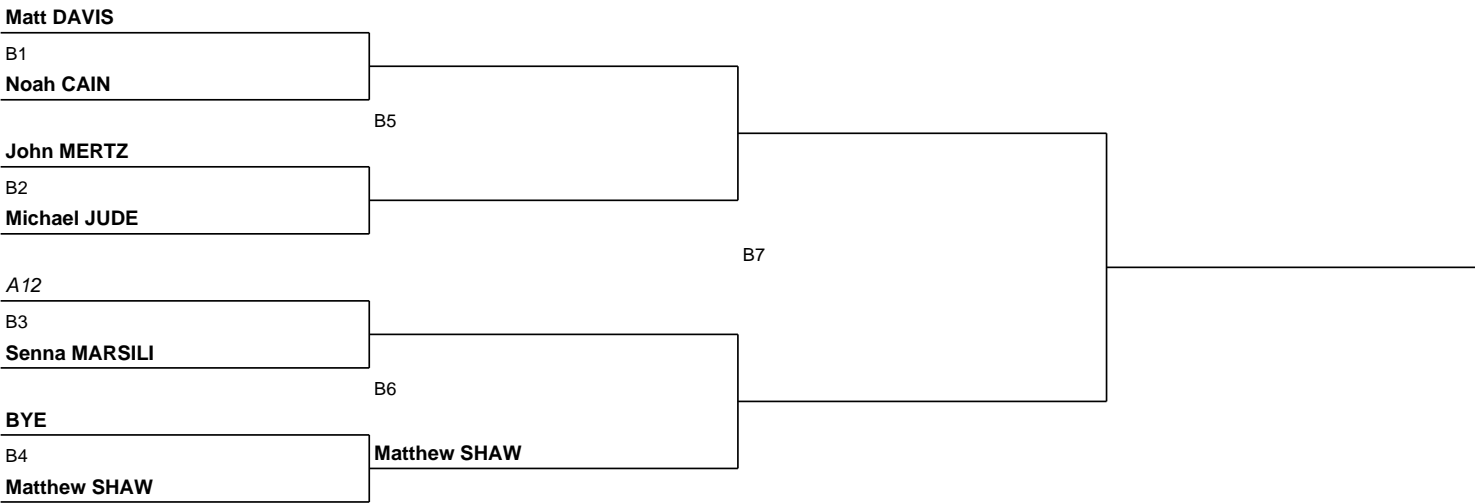 Matt DAVIS
B1
Noah CAIN
B5
John MERTZ
B2
Michael JUDE
B7
A12
B3
Senna MARSILI
B6
BYE
B4
Matthew SHAW
Matthew SHAW